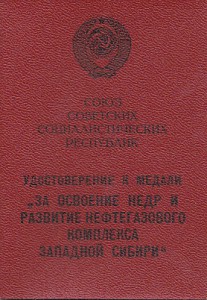 СОЮЗ
СОВЕТСКИХ
СОЦИАЛИСТИЧЕСКИХ
РЕСПУБЛИК
УДОСТОВЕРЕНИЕ К МЕДАЛИ
„ЗА ОСВОЕНИЕ НЕДР И
РАЗВИТИЕ НЕФТЕГАЗОВОГО
КОМПЛЕКСА
ЗАПАДНОЙ СИБИРИ“